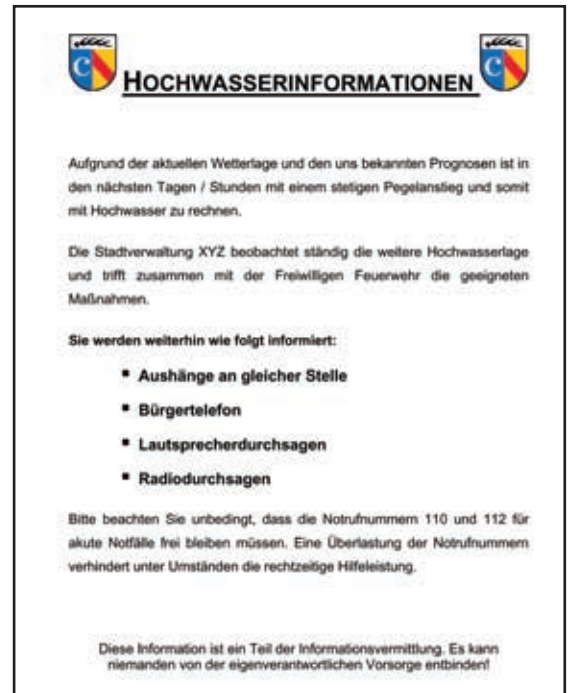 C HOCHWASSERINFORMATIONEN C
Aufgrund der aktuellen Wetterlage und den uns bekannten Prognosen ist in
den nächsten Tagen / Stunden mit einem stetigen Pegelanstieg und somit
mit Hochwasser zu rechnen.
Die Stadtverwaltung XYZ beobachtet ständig die weitere Hochwasserlage
und trifft zusammen mit der Freiwilligen Feuerwehr die geeigneten
Maßnahmen.
Sie werden weiterhin wie folgt informiert:
▪ Aushänge an gleicher Stelle
▪ Bürgertelefon
▪ Lautsprecherdurchsagen
▪ Radiodurchsagen
Bitte beachten Sie unbedingt, dass die Notrufnummern 110 und 112 für
akute Notfälle frei bleiben müssen. Eine Überlastung der Notrufnummern
verhindert unter Umständen die rechtzeitige Hilfeleistung.
Diese Information ist ein Teil der Informationsvermittlung. Es kann
niemanden von der eigenverantwortlichen Vorsorge entbinden!